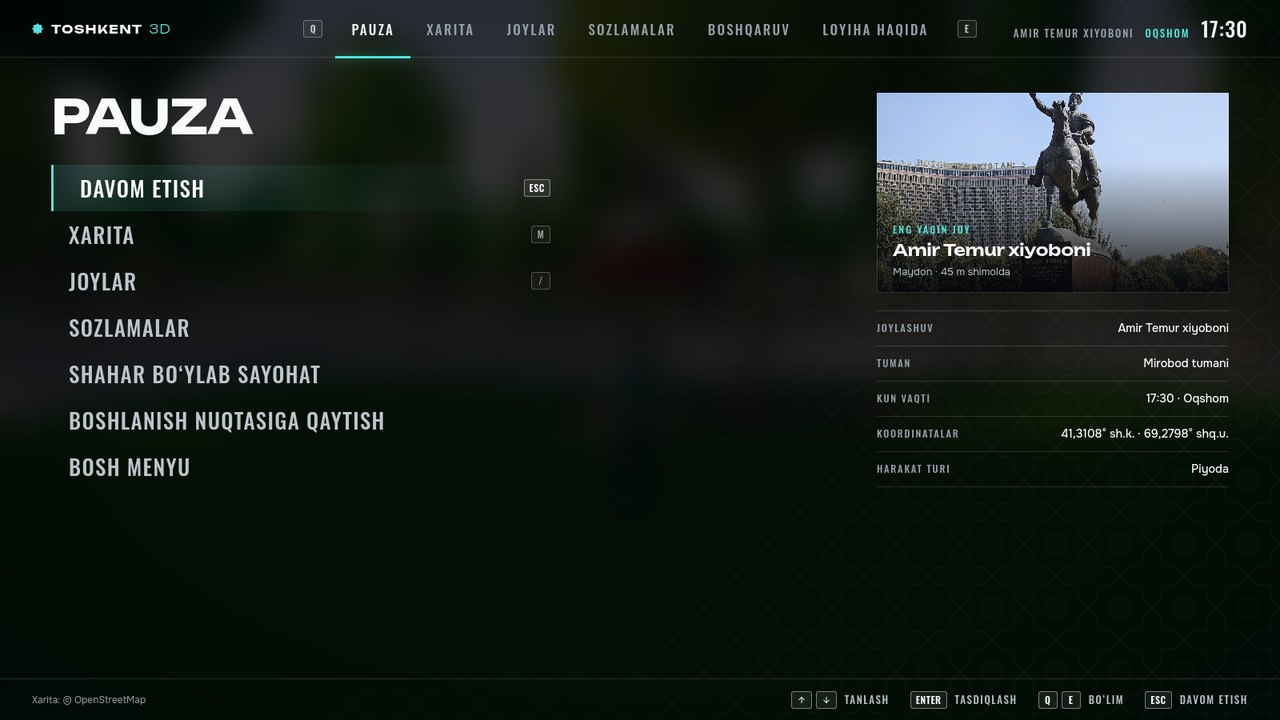 TOSHKENT 3D
Q PAUZA XARITA JOYLAR SOZLAMALAR BOSHQARUV LOYIHA HAQIDA E
AMIR TEMUR XIYOBONI OQSHOM 17:30
PAUZA
DAVOM ETISH ESC
XARITA M
JOYLAR /
SOZLAMALAR
SHAHAR BO‘YLAB SAYOHAT
BOSHLANISH NUQTASIGA QAYTISH
BOSH MENYU
ENG YAQIN JOY
Amir Temur xiyoboni
Maydon · 45 m shimolda
JOYLASHUV Amir Temur xiyoboni
TUMAN Mirobod tumani
KUN VAQTI 17:30 · Oqshom
KOORDINATALAR 41,3108° sh.k. · 69,2798° shq.u.
HARAKAT TURI Piyoda
Xarita: © OpenStreetMap
↑ ↓ TANLASH ENTER TASDIQLASH Q E BO‘LIM ESC DAVOM ETISH